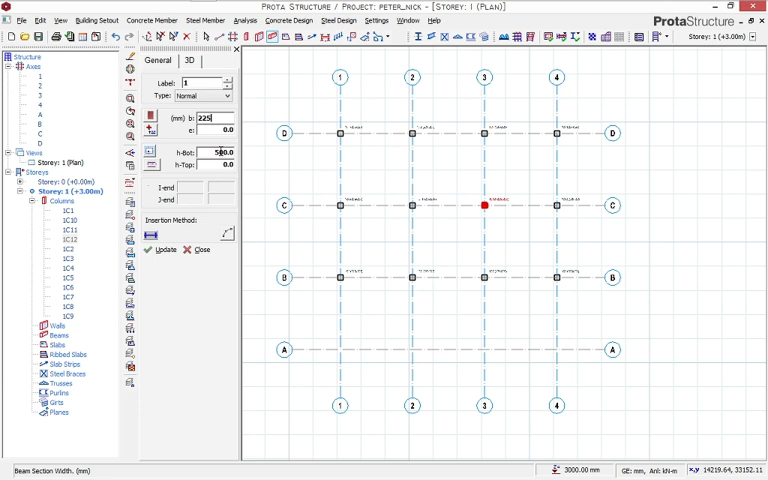 PROTA STRUCTURE / PROJECT: PETER_NICK - [STOREY: 1 (PLAN)]
File Edit View Building Setout Concrete Member Steel Member Analysis Concrete Design Steel Design Settings Window Help
ProtaStructure
Storey: 1 (+3.00m)
Structure
Axes
1
2
3
4
A
B
C
D
Views
Storey: 1 (Plan)
Storeys
Storey: 0 (+0.00m)
Storey: 1 (+3.00m)
Columns
1C1
1C10
1C11
1C12
1C2
1C3
1C4
1C5
1C6
1C7
1C8
1C9
Walls
Beams
Slabs
Ribbed Slabs
Slab Strips
Steel Braces
Trusses
Purlins
Girts
Planes
General 3D
Label: 1
Type: Normal
(mm) b: 225
e: 0.0
h-Bot: 500.0
h-Top: 0.0
I-end
J-end
Insertion Method:
Update Close
1 2 3 4
D D
C C
B B
A A
1 2 3 4
Beam Section Width. (mm)
3000.00 mm
GE: mm, Anl: kN-m
x,y 14219.64, 33152.11